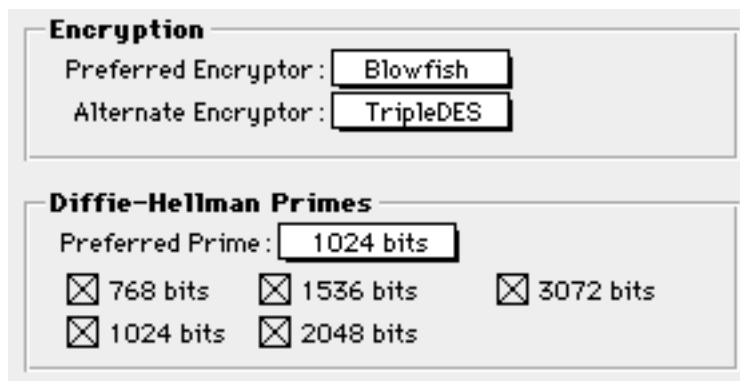 Encryption
Preferred Encryptor: Blowfish
Alternate Encryptor: TripleDES
Diffie-Hellman Primes
Preferred Prime: 1024 bits
768 bits 1536 bits 3072 bits
1024 bits 2048 bits